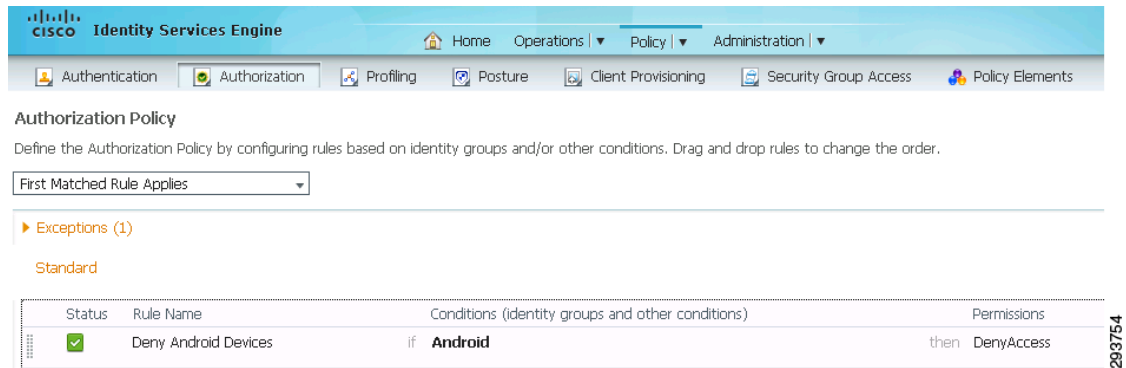 CISCO Identity Services Engine
Home Operations | ▼ Policy | ▼ Administration | ▼
Authentication Authorization Profiling Posture Client Provisioning Security Group Access Policy Elements
Authorization Policy
Define the Authorization Policy by configuring rules based on identity groups and/or other conditions. Drag and drop rules to change the order.
First Matched Rule Applies
Exceptions (1)
Standard
Status Rule Name Conditions (identity groups and other conditions) Permissions
Deny Android Devices if Android then DenyAccess
293754